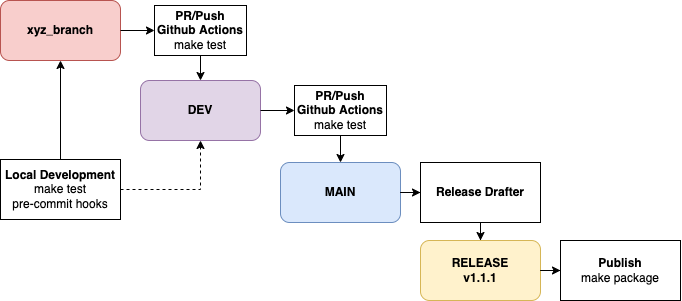 xyz_branch
PR/Push
Github Actions
make test
DEV
PR/Push
Github Actions
make test
Local Development
make test
pre-commit hooks
MAIN
Release Drafter
RELEASE
v1.1.1
Publish
make package